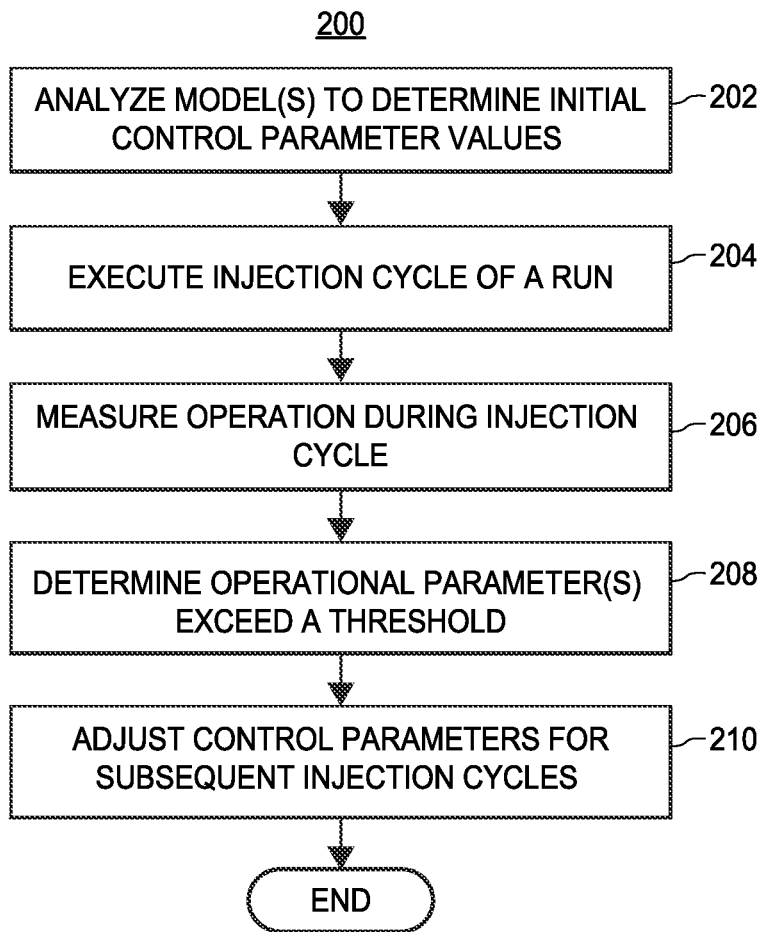 200
ANALYZE MODEL(S) TO DETERMINE INITIAL
CONTROL PARAMETER VALUES
202
EXECUTE INJECTION CYCLE OF A RUN
204
MEASURE OPERATION DURING INJECTION
CYCLE
206
DETERMINE OPERATIONAL PARAMETER(S)
EXCEED A THRESHOLD
208
ADJUST CONTROL PARAMETERS FOR
SUBSEQUENT INJECTION CYCLES
210
END